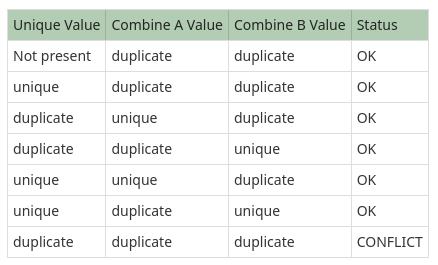 Unique Value Combine A Value Combine B Value Status
Not present duplicate duplicate OK
unique duplicate duplicate OK
duplicate unique duplicate OK
duplicate duplicate unique OK
unique unique duplicate OK
unique duplicate unique OK
duplicate duplicate duplicate CONFLICT